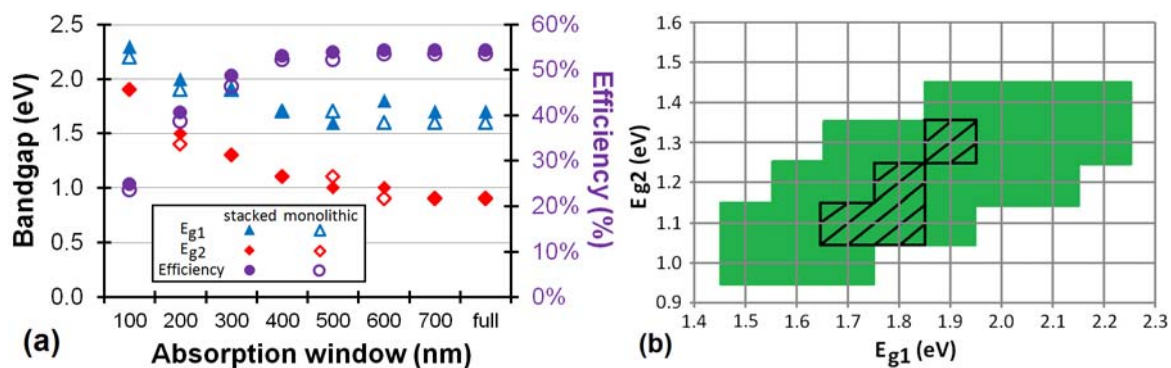 2.5
2.0
1.5
1.0
0.5
0.0
Bandgap (eV)
60%
50%
40%
30%
20%
10%
0%
Efficiency (%)
stacked monolithic
Eg1
Eg2
Efficiency
100 200 300 400 500 600 700 full
(a) Absorption window (nm)
1.6
1.5
1.4
1.3
1.2
1.1
1.0
0.9
Eg2 (eV)
1.4 1.5 1.6 1.7 1.8 1.9 2.0 2.1 2.2 2.3
(b) Eg1 (eV)